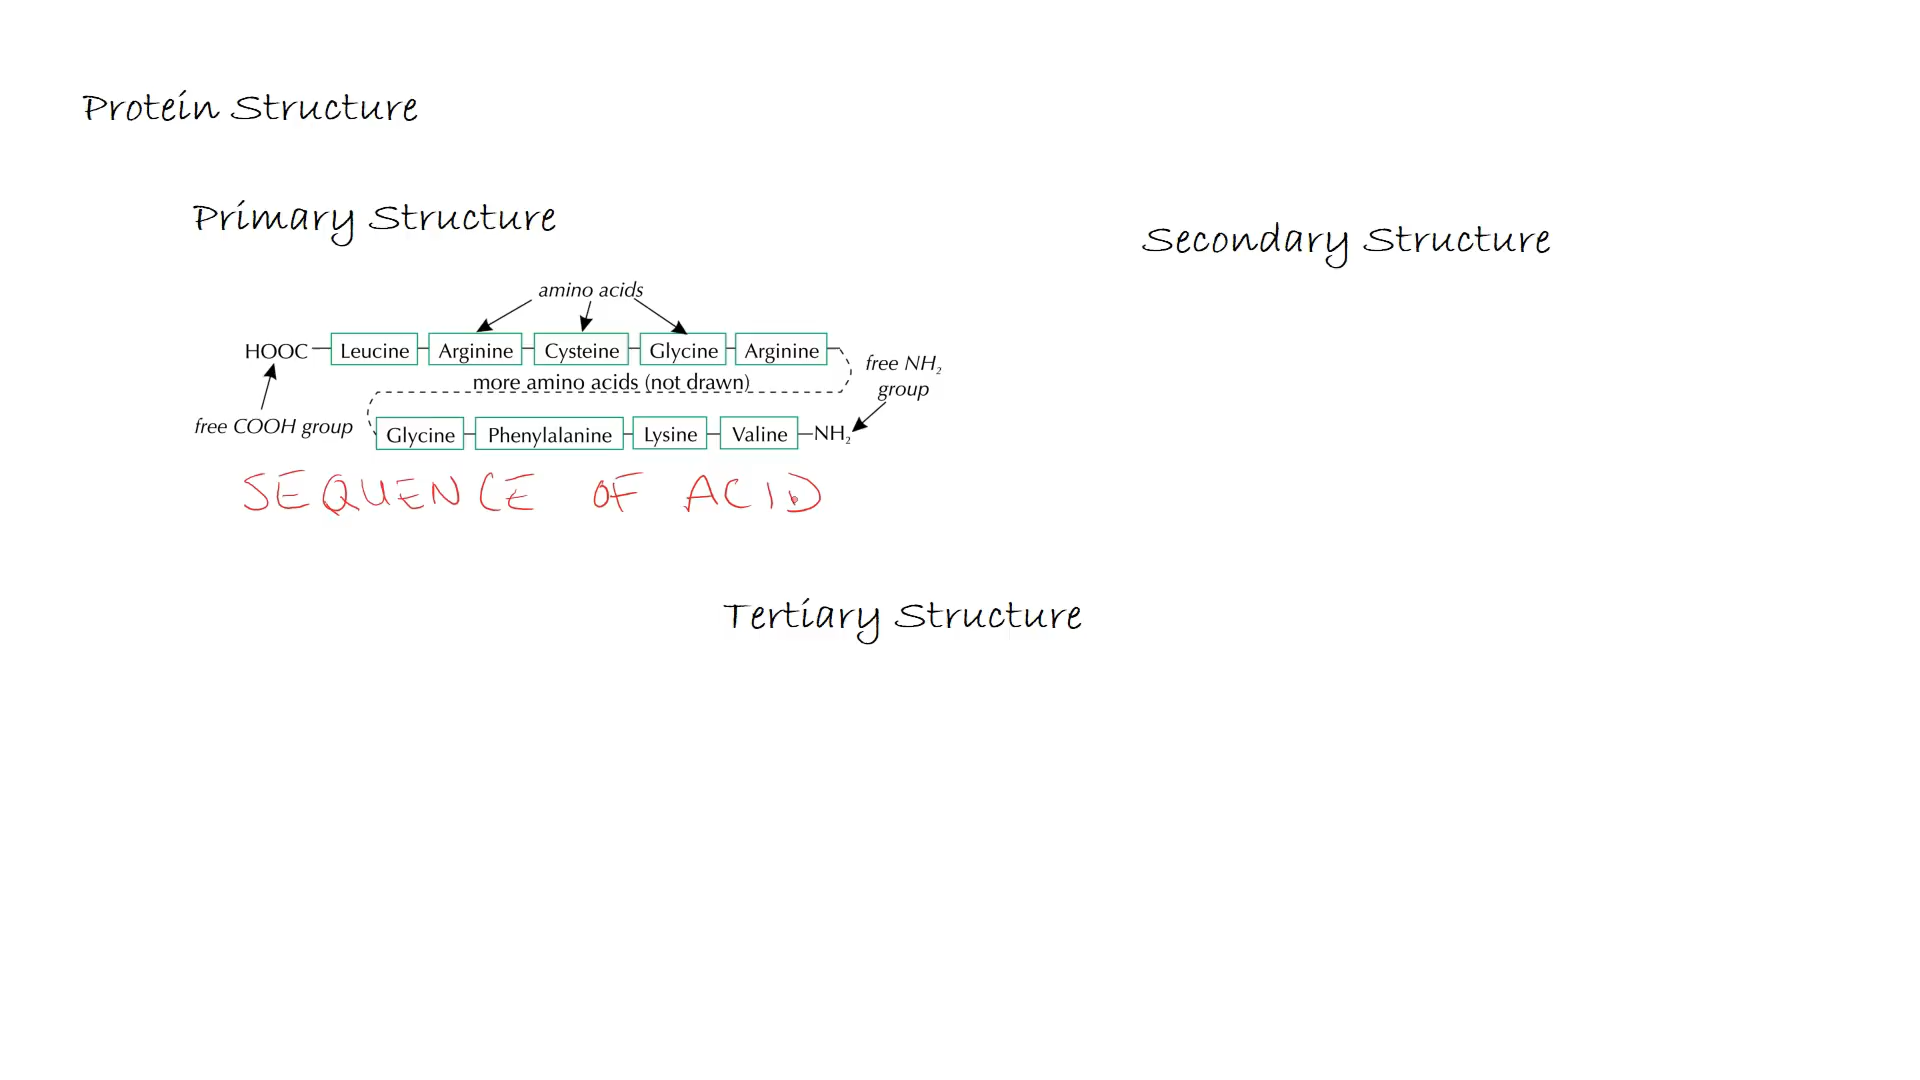 Protein Structure
Primary Structure
Secondary Structure
amino acids
HOOC Leucine Arginine Cysteine Glycine Arginine
free NH₂
group
more amino acids (not drawn)
free COOH group
Glycine Phenylalanine Lysine Valine NH₂
SEQUENCE OF ACID
Tertiary Structure